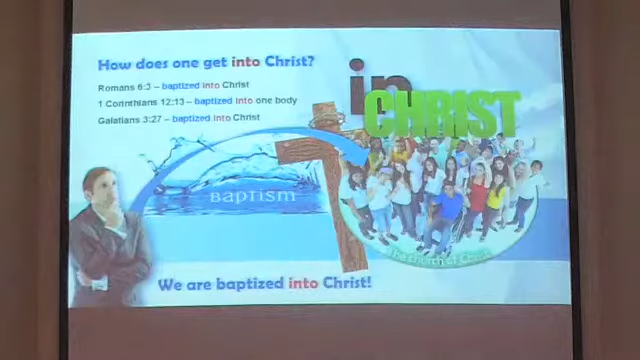 How does one get into Christ?
Romans 6:3 – baptized into Christ
1 Corinthians 12:13 – baptized into one body
Galatians 3:27 – baptized into Christ
in
CHRIST
BAPTISM
The church of Christ
We are baptized into Christ!